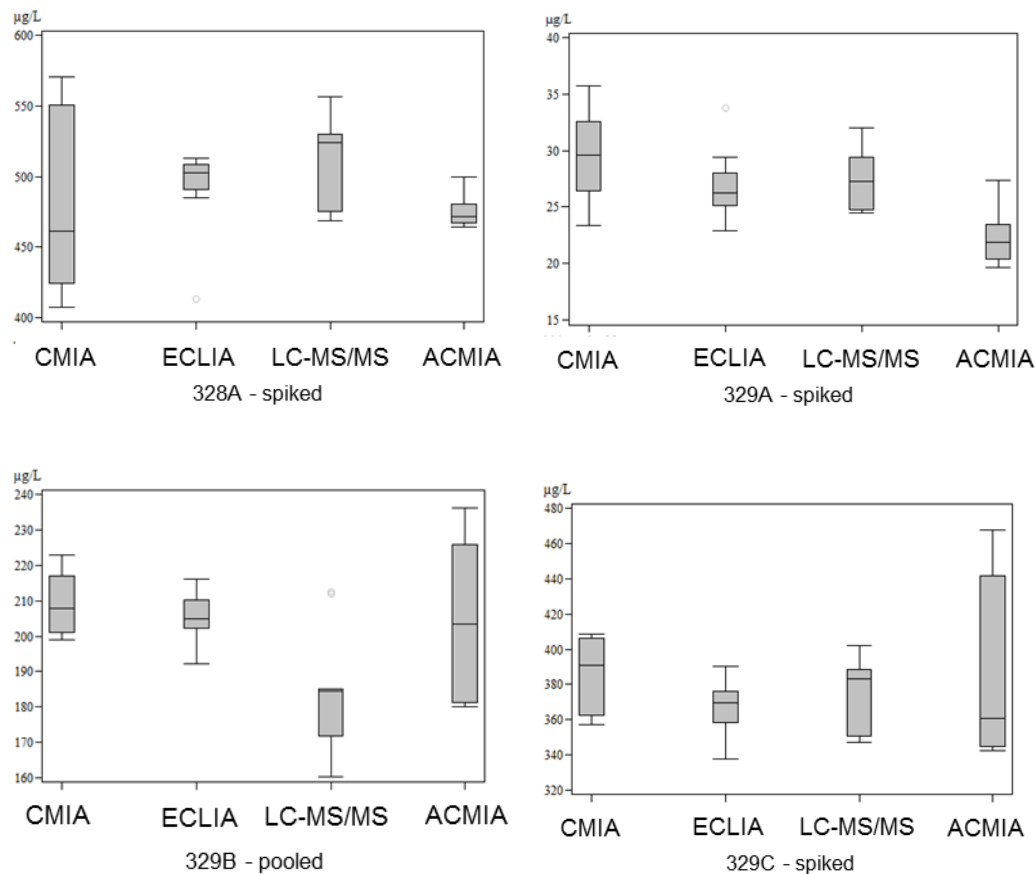 µg/L
600
550
500
450
400
CMIA ECLIA LC-MS/MS ACMIA
328A - spiked
µg/L
40
35
30
25
20
15
CMIA ECLIA LC-MS/MS ACMIA
329A - spiked
µg/L
240
230
220
210
200
190
180
170
160
CMIA ECLIA LC-MS/MS ACMIA
329B - pooled
µg/L
480
460
440
420
400
380
360
340
320
CMIA ECLIA LC-MS/MS ACMIA
329C - spiked